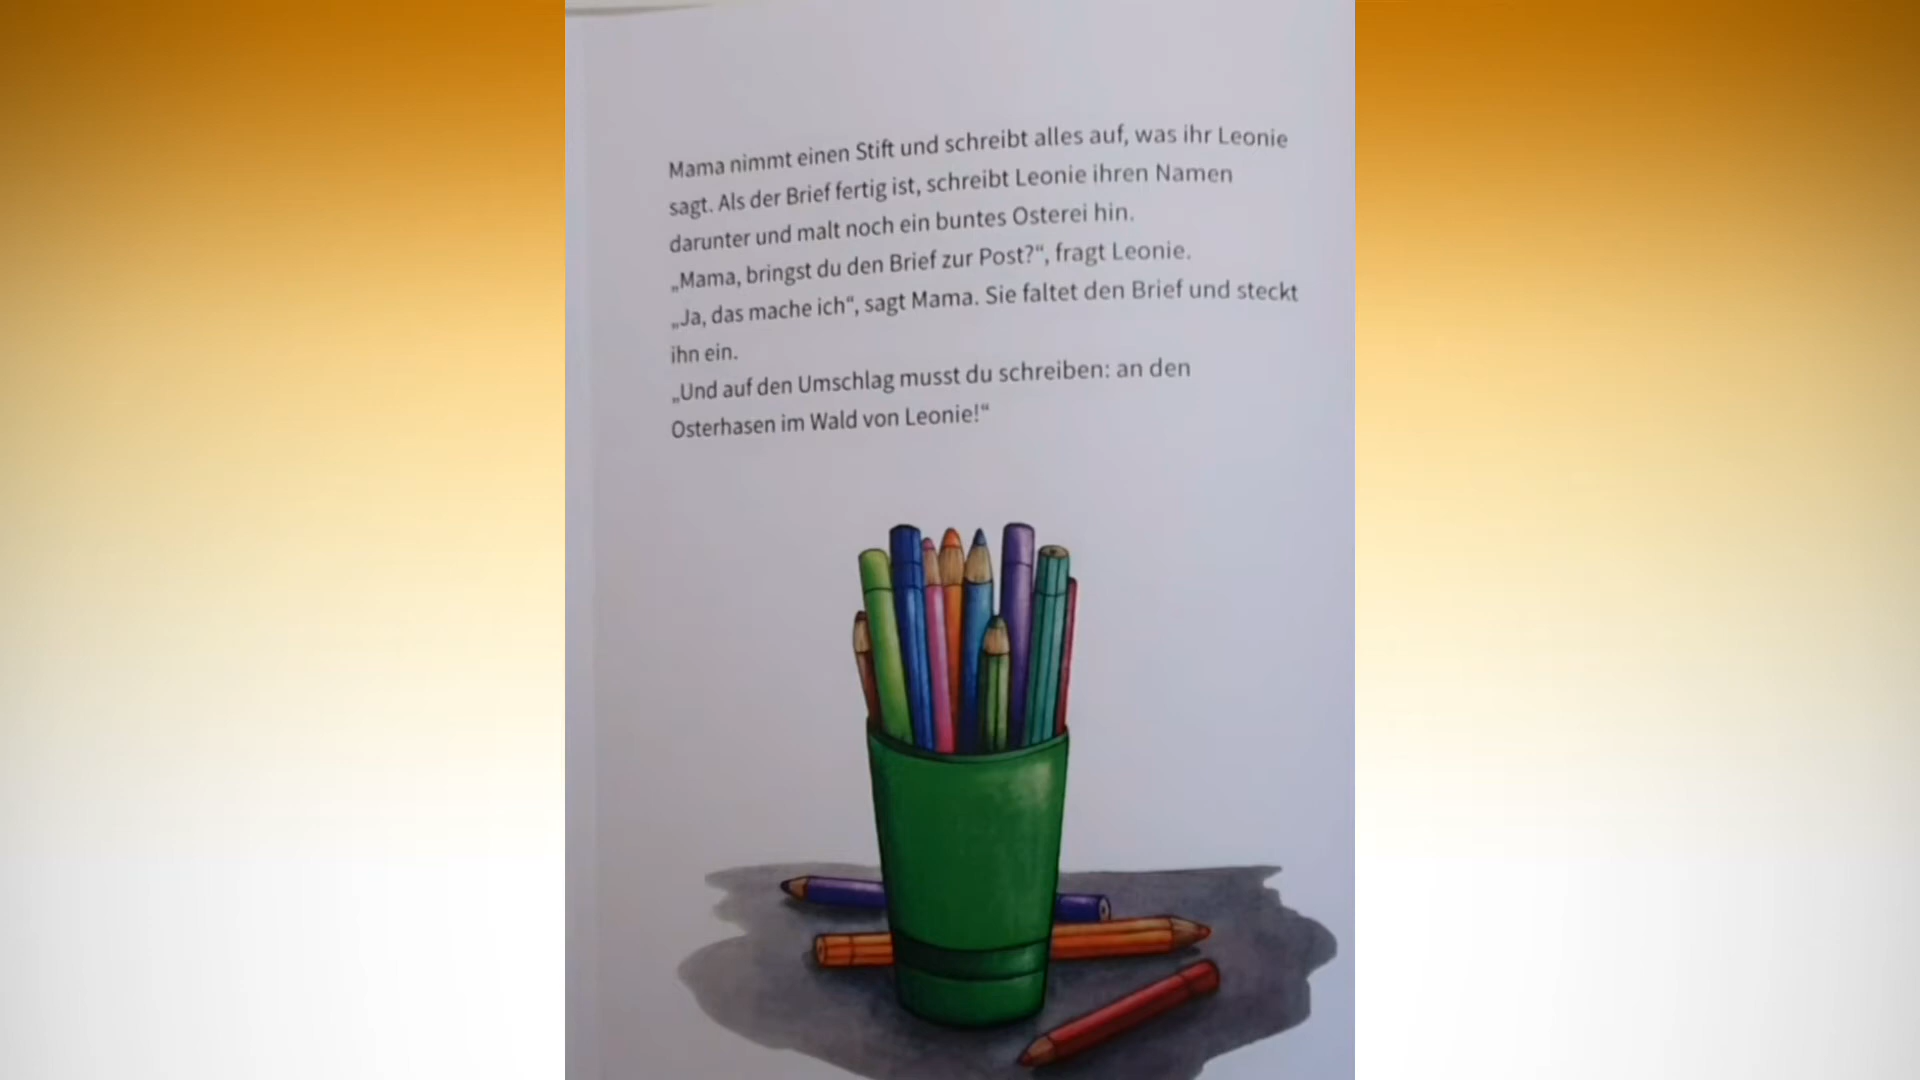 Mama nimmt einen Stift und schreibt alles auf, was ihr Leonie
sagt. Als der Brief fertig ist, schreibt Leonie ihren Namen
darunter und malt noch ein buntes Osterei hin.
„Mama, bringst du den Brief zur Post?“, fragt Leonie.
„Ja, das mache ich“, sagt Mama. Sie faltet den Brief und steckt
ihn ein.
„Und auf den Umschlag musst du schreiben: an den
Osterhasen im Wald von Leonie!“